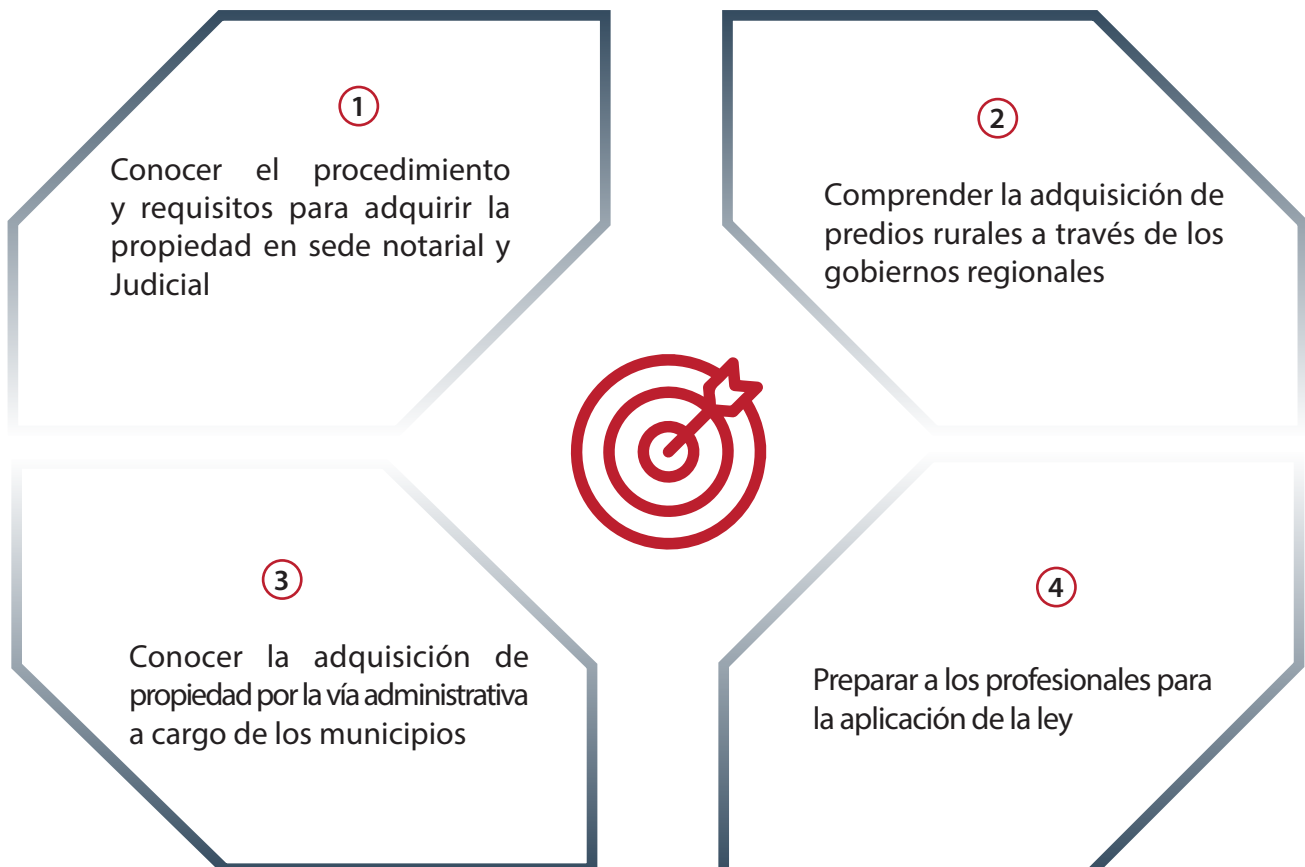 1
Conocer el procedimiento
y requisitos para adquirir la
propiedad en sede notarial y
Judicial
2
Comprender la adquisición de
predios rurales a través de los
gobiernos regionales
3
Conocer la adquisición de
propiedad por la vía administrativa
a cargo de los municipios
4
Preparar a los profesionales para
la aplicación de la ley